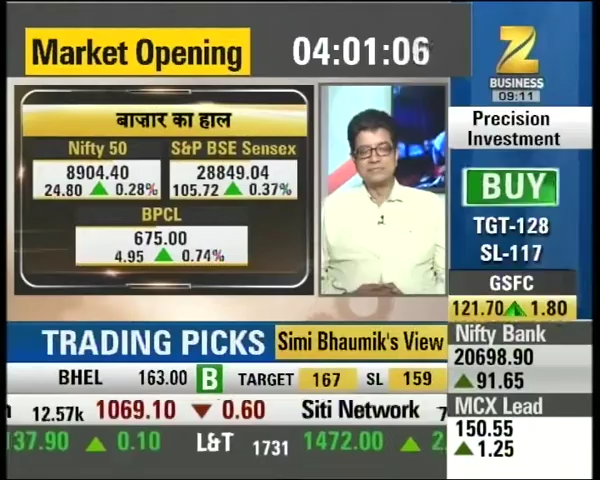 Market Opening
04:01:06
Z
BUSINESS
09:11
बाज़ार का हाल
Nifty 50
8904.40
24.80 ▲ 0.28%
S&P BSE Sensex
28849.04
105.72 ▲ 0.37%
BPCL
675.00
4.95 ▲ 0.74%
Precision
Investment
BUY
TGT-128
SL-117
GSFC
121.70 ▲ 1.80
TRADING PICKS
Simi Bhaumik's View
BHEL 163.00 B TARGET 167 SL 159
Nifty Bank
20698.90
▲ 91.65
12.57k 1069.10 ▼ 0.60 Siti Network
MCX Lead
150.55
▲ 1.25
137.90 ▲ 0.10 L&T 1731 1472.00 ▲